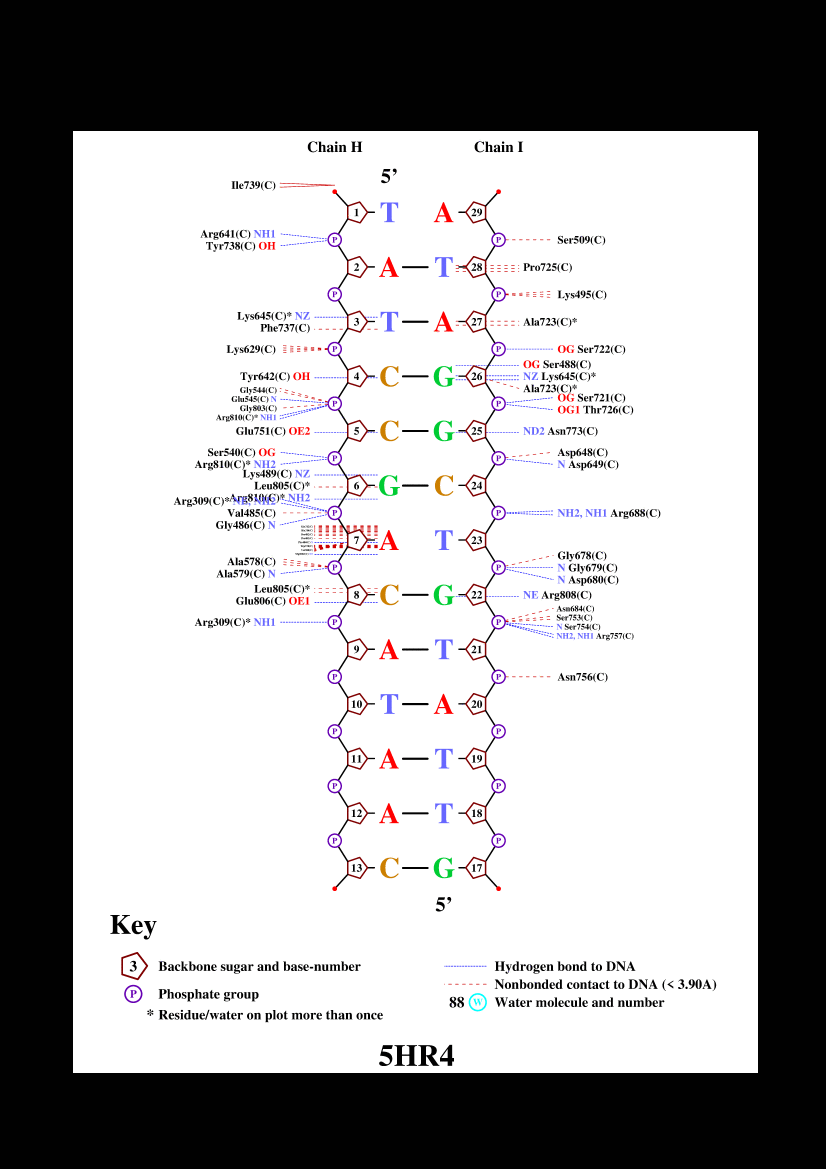 Chain H Chain I
5’
Ile739(C)
1 T A 29
Arg641(C) NH1
Tyr738(C) OH
P P Ser509(C)
2 A T 28 Pro725(C)
P P Lys495(C)
Lys645(C)* NZ
Phe737(C)
3 T A 27 Ala723(C)*
Lys629(C) P P OG Ser722(C)
OG Ser488(C)
Tyr642(C) OH 4 C G 26 NZ Lys645(C)*
Ala723(C)*
Gly544(C)
Glu545(C) N
Gly803(C)
Arg810(C)* NH1
P P OG Ser721(C)
OG1 Thr726(C)
Glu751(C) OE2 5 C G 25 ND2 Asn773(C)
Ser540(C) OG
Arg810(C)* NH2
P P Asp648(C)
N Asp649(C)
Lys489(C) NZ
Leu805(C)*
Arg810(C)* NH2
6 G C 24
Arg309(C)* NE, NH2
Val485(C)
Gly486(C) N
P P NH2, NH1 Arg688(C)
7 A T 23
Ala578(C)
Ala579(C) N
P P Gly678(C)
N Gly679(C)
N Asp680(C)
Leu805(C)*
Glu806(C) OE1
8 C G 22 NE Arg808(C)
Arg309(C)* NH1 P P Asn684(C)
Ser753(C)
N Ser754(C)
NH2, NH1 Arg757(C)
9 A T 21
P P Asn756(C)
10 T A 20
P P
11 A T 19
P P
12 A T 18
P P
13 C G 17
5’
Key
3 Backbone sugar and base-number
P Phosphate group
* Residue/water on plot more than once
Hydrogen bond to DNA
Nonbonded contact to DNA (< 3.90A)
88 W Water molecule and number
5HR4